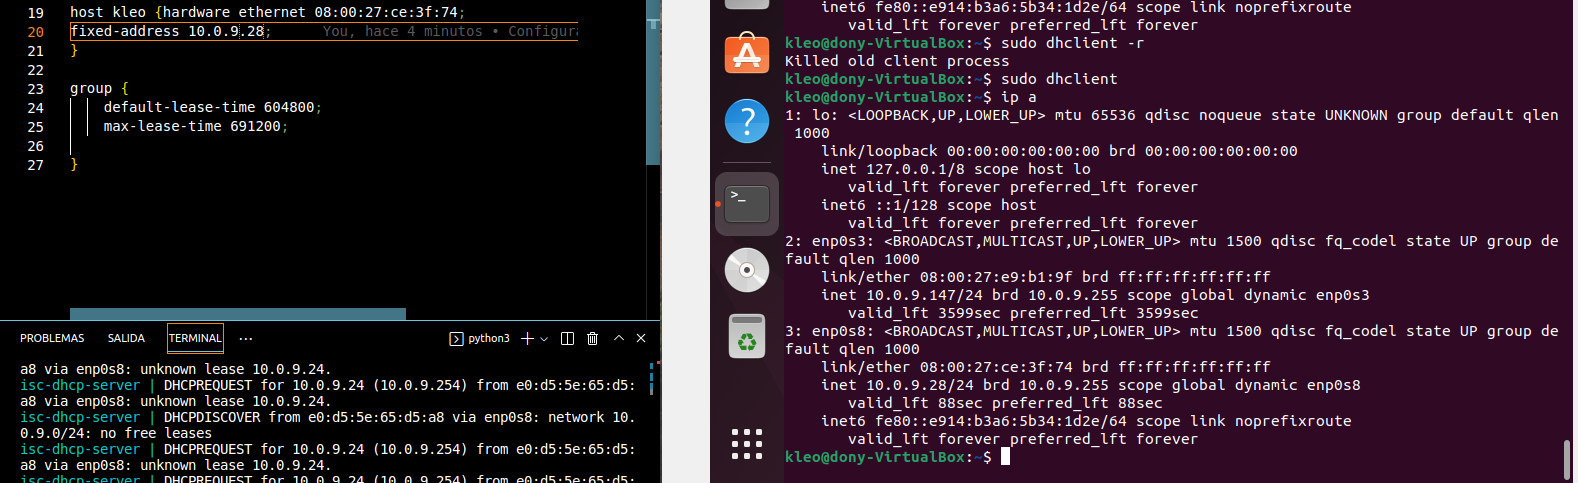 19 host kleo {hardware ethernet 08:00:27:ce:3f:74;
20 fixed-address 10.0.9.28; You, hace 4 minutos • Configura
21 }
22
23 group {
24 default-lease-time 604800;
25 max-lease-time 691200;
26
27 }
PROBLEMAS SALIDA TERMINAL ··· python3
a8 via enp0s8: unknown lease 10.0.9.24.
isc-dhcp-server | DHCPREQUEST for 10.0.9.24 (10.0.9.254) from e0:d5:5e:65:d5:
a8 via enp0s8: unknown lease 10.0.9.24.
isc-dhcp-server | DHCPDISCOVER from e0:d5:5e:65:d5:a8 via enp0s8: network 10.
0.9.0/24: no free leases
isc-dhcp-server | DHCPREQUEST for 10.0.9.24 (10.0.9.254) from e0:d5:5e:65:d5:
a8 via enp0s8: unknown lease 10.0.9.24.
isc-dhcp-server | DHCPREQUEST for 10.0.9.24 (10.0.9.254) from e0:d5:5e:65:d5:
inet6 fe80::e914:b3a6:5b34:1d2e/64 scope link noprefixroute
valid_lft forever preferred_lft forever
kleo@dony-VirtualBox:~$ sudo dhclient -r
Killed old client process
kleo@dony-VirtualBox:~$ sudo dhclient
kleo@dony-VirtualBox:~$ ip a
1: lo: <LOOPBACK,UP,LOWER_UP> mtu 65536 qdisc noqueue state UNKNOWN group default qlen
1000
link/loopback 00:00:00:00:00:00 brd 00:00:00:00:00:00
inet 127.0.0.1/8 scope host lo
valid_lft forever preferred_lft forever
inet6 ::1/128 scope host
valid_lft forever preferred_lft forever
2: enp0s3: <BROADCAST,MULTICAST,UP,LOWER_UP> mtu 1500 qdisc fq_codel state UP group de
fault qlen 1000
link/ether 08:00:27:e9:b1:9f brd ff:ff:ff:ff:ff:ff
inet 10.0.9.147/24 brd 10.0.9.255 scope global dynamic enp0s3
valid_lft 3599sec preferred_lft 3599sec
3: enp0s8: <BROADCAST,MULTICAST,UP,LOWER_UP> mtu 1500 qdisc fq_codel state UP group de
fault qlen 1000
link/ether 08:00:27:ce:3f:74 brd ff:ff:ff:ff:ff:ff
inet 10.0.9.28/24 brd 10.0.9.255 scope global dynamic enp0s8
valid_lft 88sec preferred_lft 88sec
inet6 fe80::e914:b3a6:5b34:1d2e/64 scope link noprefixroute
valid_lft forever preferred_lft forever
kleo@dony-VirtualBox:~$